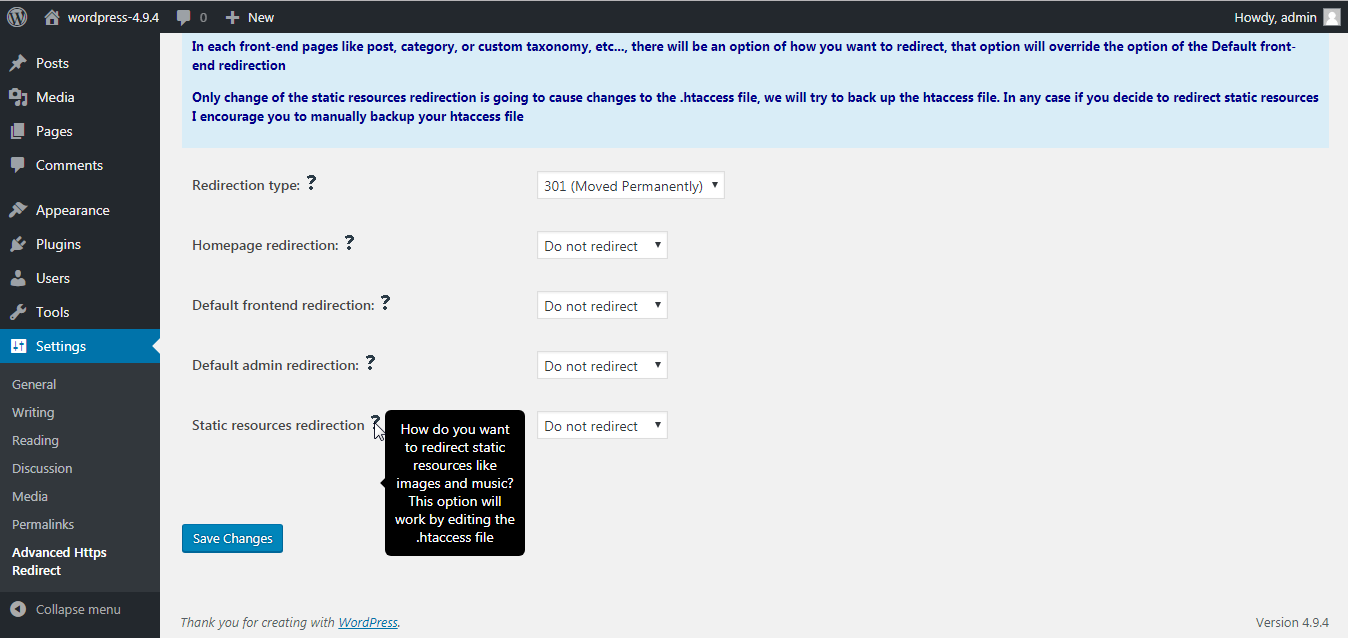 wordpress-4.9.4
0
New
Howdy, admin
Posts
Media
Pages
Comments
Appearance
Plugins
Users
Tools
Settings
General
Writing
Reading
Discussion
Media
Permalinks
Advanced Https
Redirect
Collapse menu
In each front-end pages like post, category, or custom taxonomy, etc..., there will be an option of how you want to redirect, that option will override the option of the Default front-
end redirection
Only change of the static resources redirection is going to cause changes to the .htaccess file, we will try to back up the htaccess file. In any case if you decide to redirect static resources
I encourage you to manually backup your htaccess file
Redirection type: ?
301 (Moved Permanently)
Homepage redirection: ?
Do not redirect
Default frontend redirection: ?
Do not redirect
Default admin redirection: ?
Do not redirect
Static resources redirection ?
Do not redirect
How do you want
to redirect static
resources like
images and music?
This option will
work by editing the
.htaccess file
Save Changes
Thank you for creating with WordPress.
Version 4.9.4